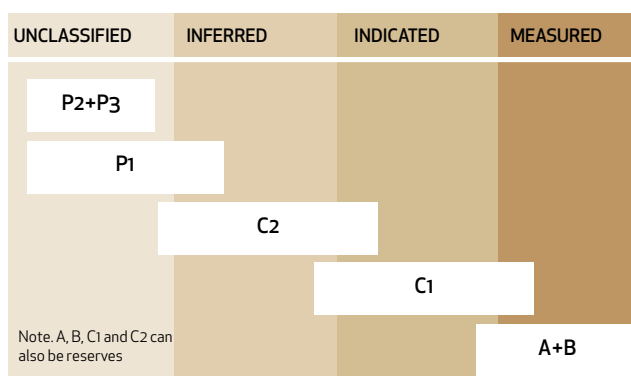 UNCLASSIFIED INFERRED INDICATED MEASURED
P2+P3
P1
C2
C1
Note. A, B, C1 and C2 can
also be reserves
A+B